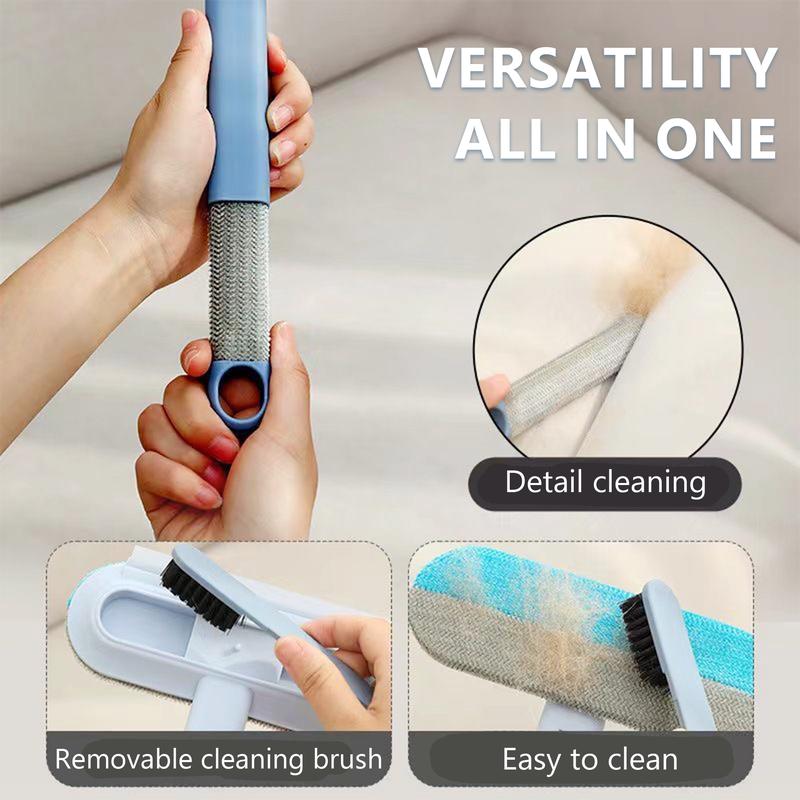 VERSATILITY
ALL IN ONE
Detail cleaning
Removable cleaning brush
Easy to clean